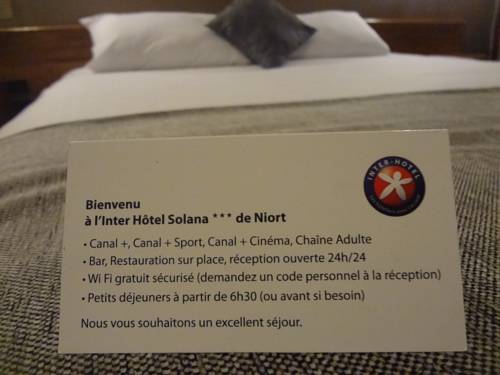 INTER-HOTEL
Bienvenu
à l'Inter Hôtel Solana *** de Niort
• Canal +, Canal + Sport, Canal + Cinéma, Chaîne Adulte
• Bar, Restauration sur place, réception ouverte 24h/24
• Wi Fi gratuit sécurisé (demandez un code personnel à la réception)
• Petits déjeuners à partir de 6h30 (ou avant si besoin)
Nous vous souhaitons un excellent séjour.